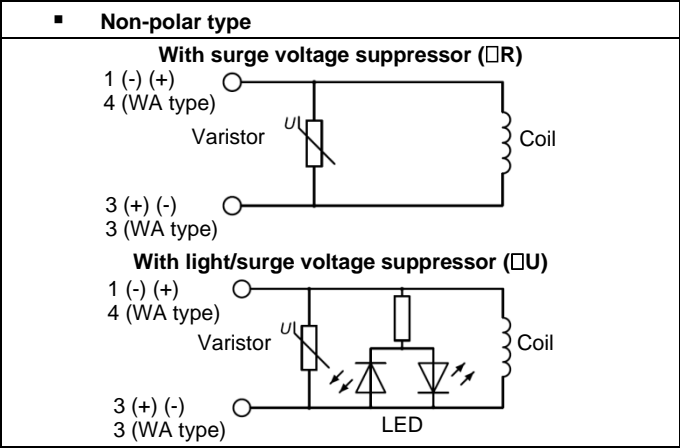 ▪ Non-polar type
With surge voltage suppressor (□R)
1 (-) (+)
4 (WA type)
Varistor
U
Coil
3 (+) (-)
3 (WA type)
With light/surge voltage suppressor (□U)
1 (-) (+)
4 (WA type)
Varistor
U
Coil
3 (+) (-)
3 (WA type)
LED